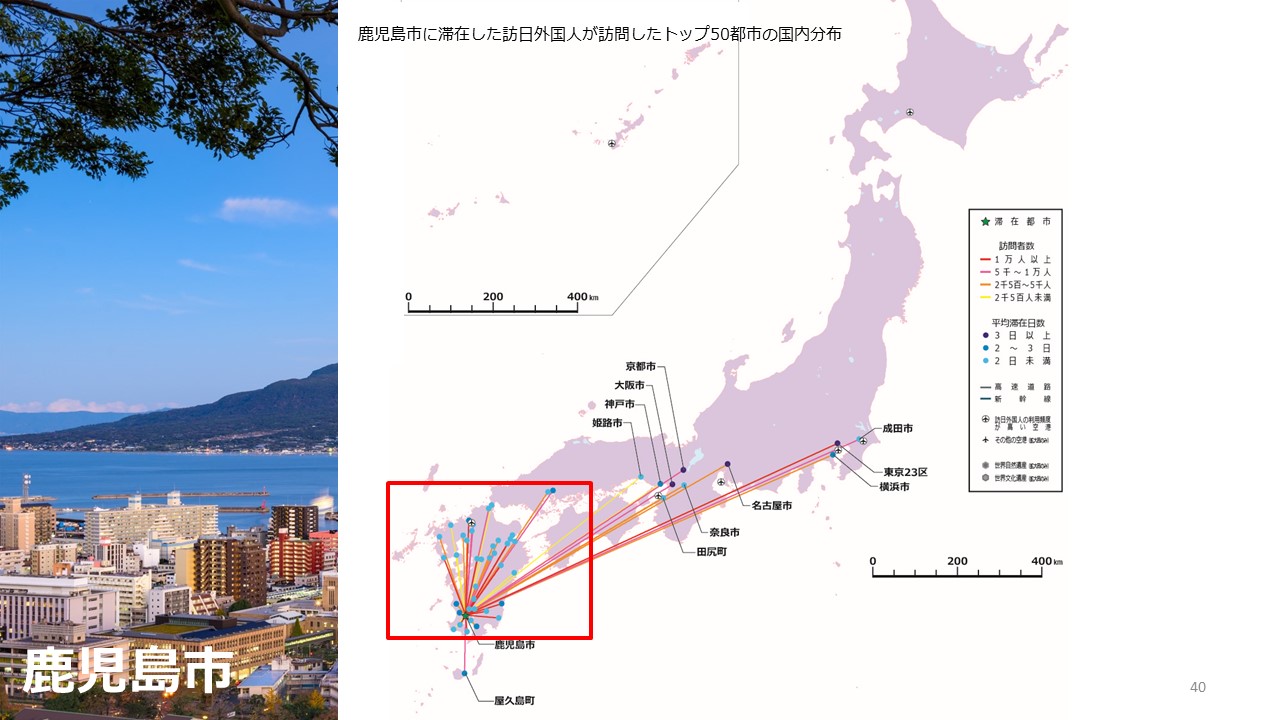 鹿児島市に滞在した訪日外国人が訪問したトップ50都市の国内分布
0 200 400 km
京都市
大阪市
神戸市
姫路市
成田市
東京23区
横浜市
名古屋市
奈良市
田尻町
鹿児島市
屋久島町
0 200 400 km
滞在都市
訪問者数
1万人以上
5千～1万人
2千5百～5千人
2千5百人未満
平均滞在日数
3日以上
2～3日
2日未満
高速道路
新幹線
訪日外国人の利用頻度
が高い空港
その他の空港
世界自然遺産
世界文化遺産
鹿児島市
40